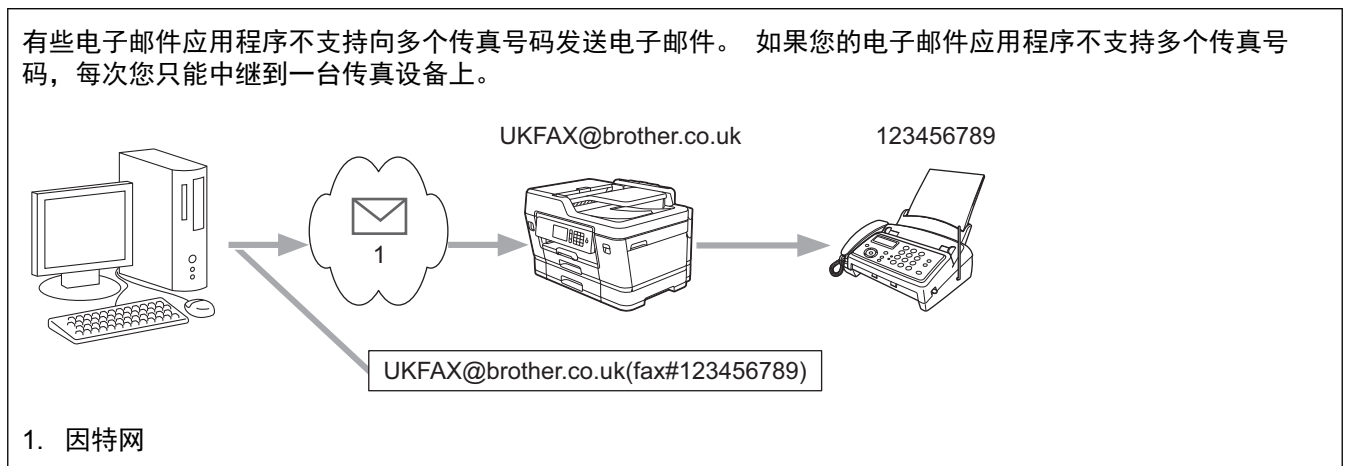 有些电子邮件应用程序不支持向多个传真号码发送电子邮件。 如果您的电子邮件应用程序不支持多个传真号
码，每次您只能中继到一台传真设备上。
UKFAX@brother.co.uk
123456789
1
UKFAX@brother.co.uk(fax#123456789)
1. 因特网